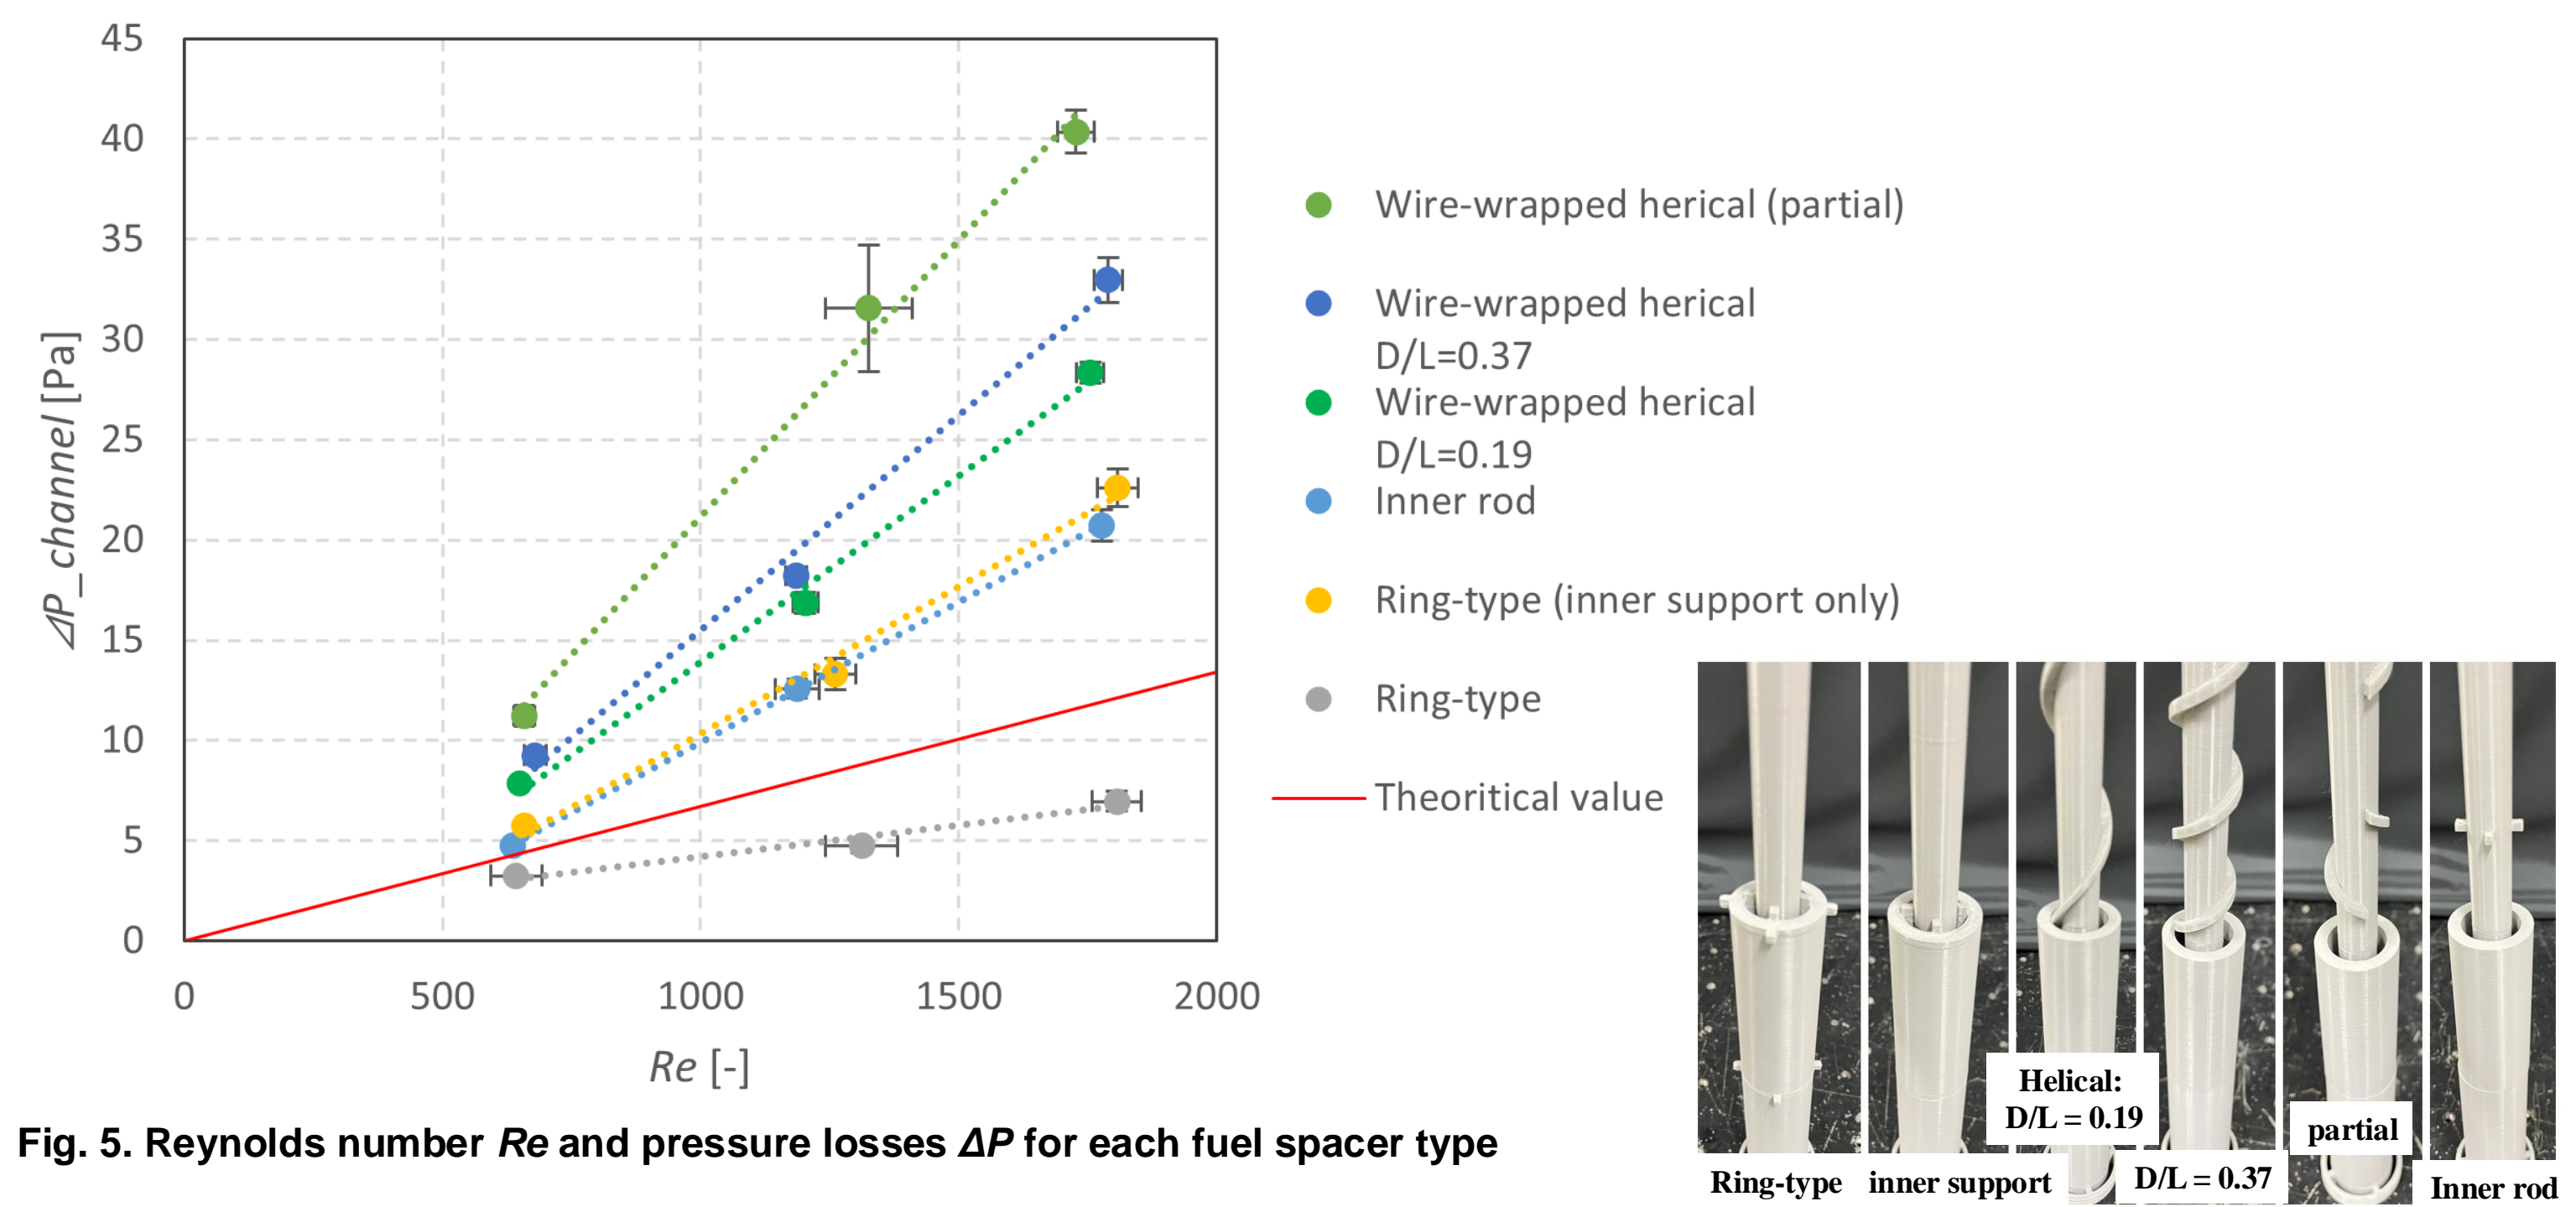 45
40
35
30
25
20
15
10
5
0
ΔP_channel [Pa]
0 500 1000 1500 2000
Re [-]
Wire-wrapped herical (partial)
Wire-wrapped herical
D/L=0.37
Wire-wrapped herical
D/L=0.19
Inner rod
Ring-type (inner support only)
Ring-type
Theoritical value
Fig. 5. Reynolds number Re and pressure losses ΔP for each fuel spacer type
Helical:
D/L = 0.19
partial
Ring-type
inner support
D/L = 0.37
Inner rod